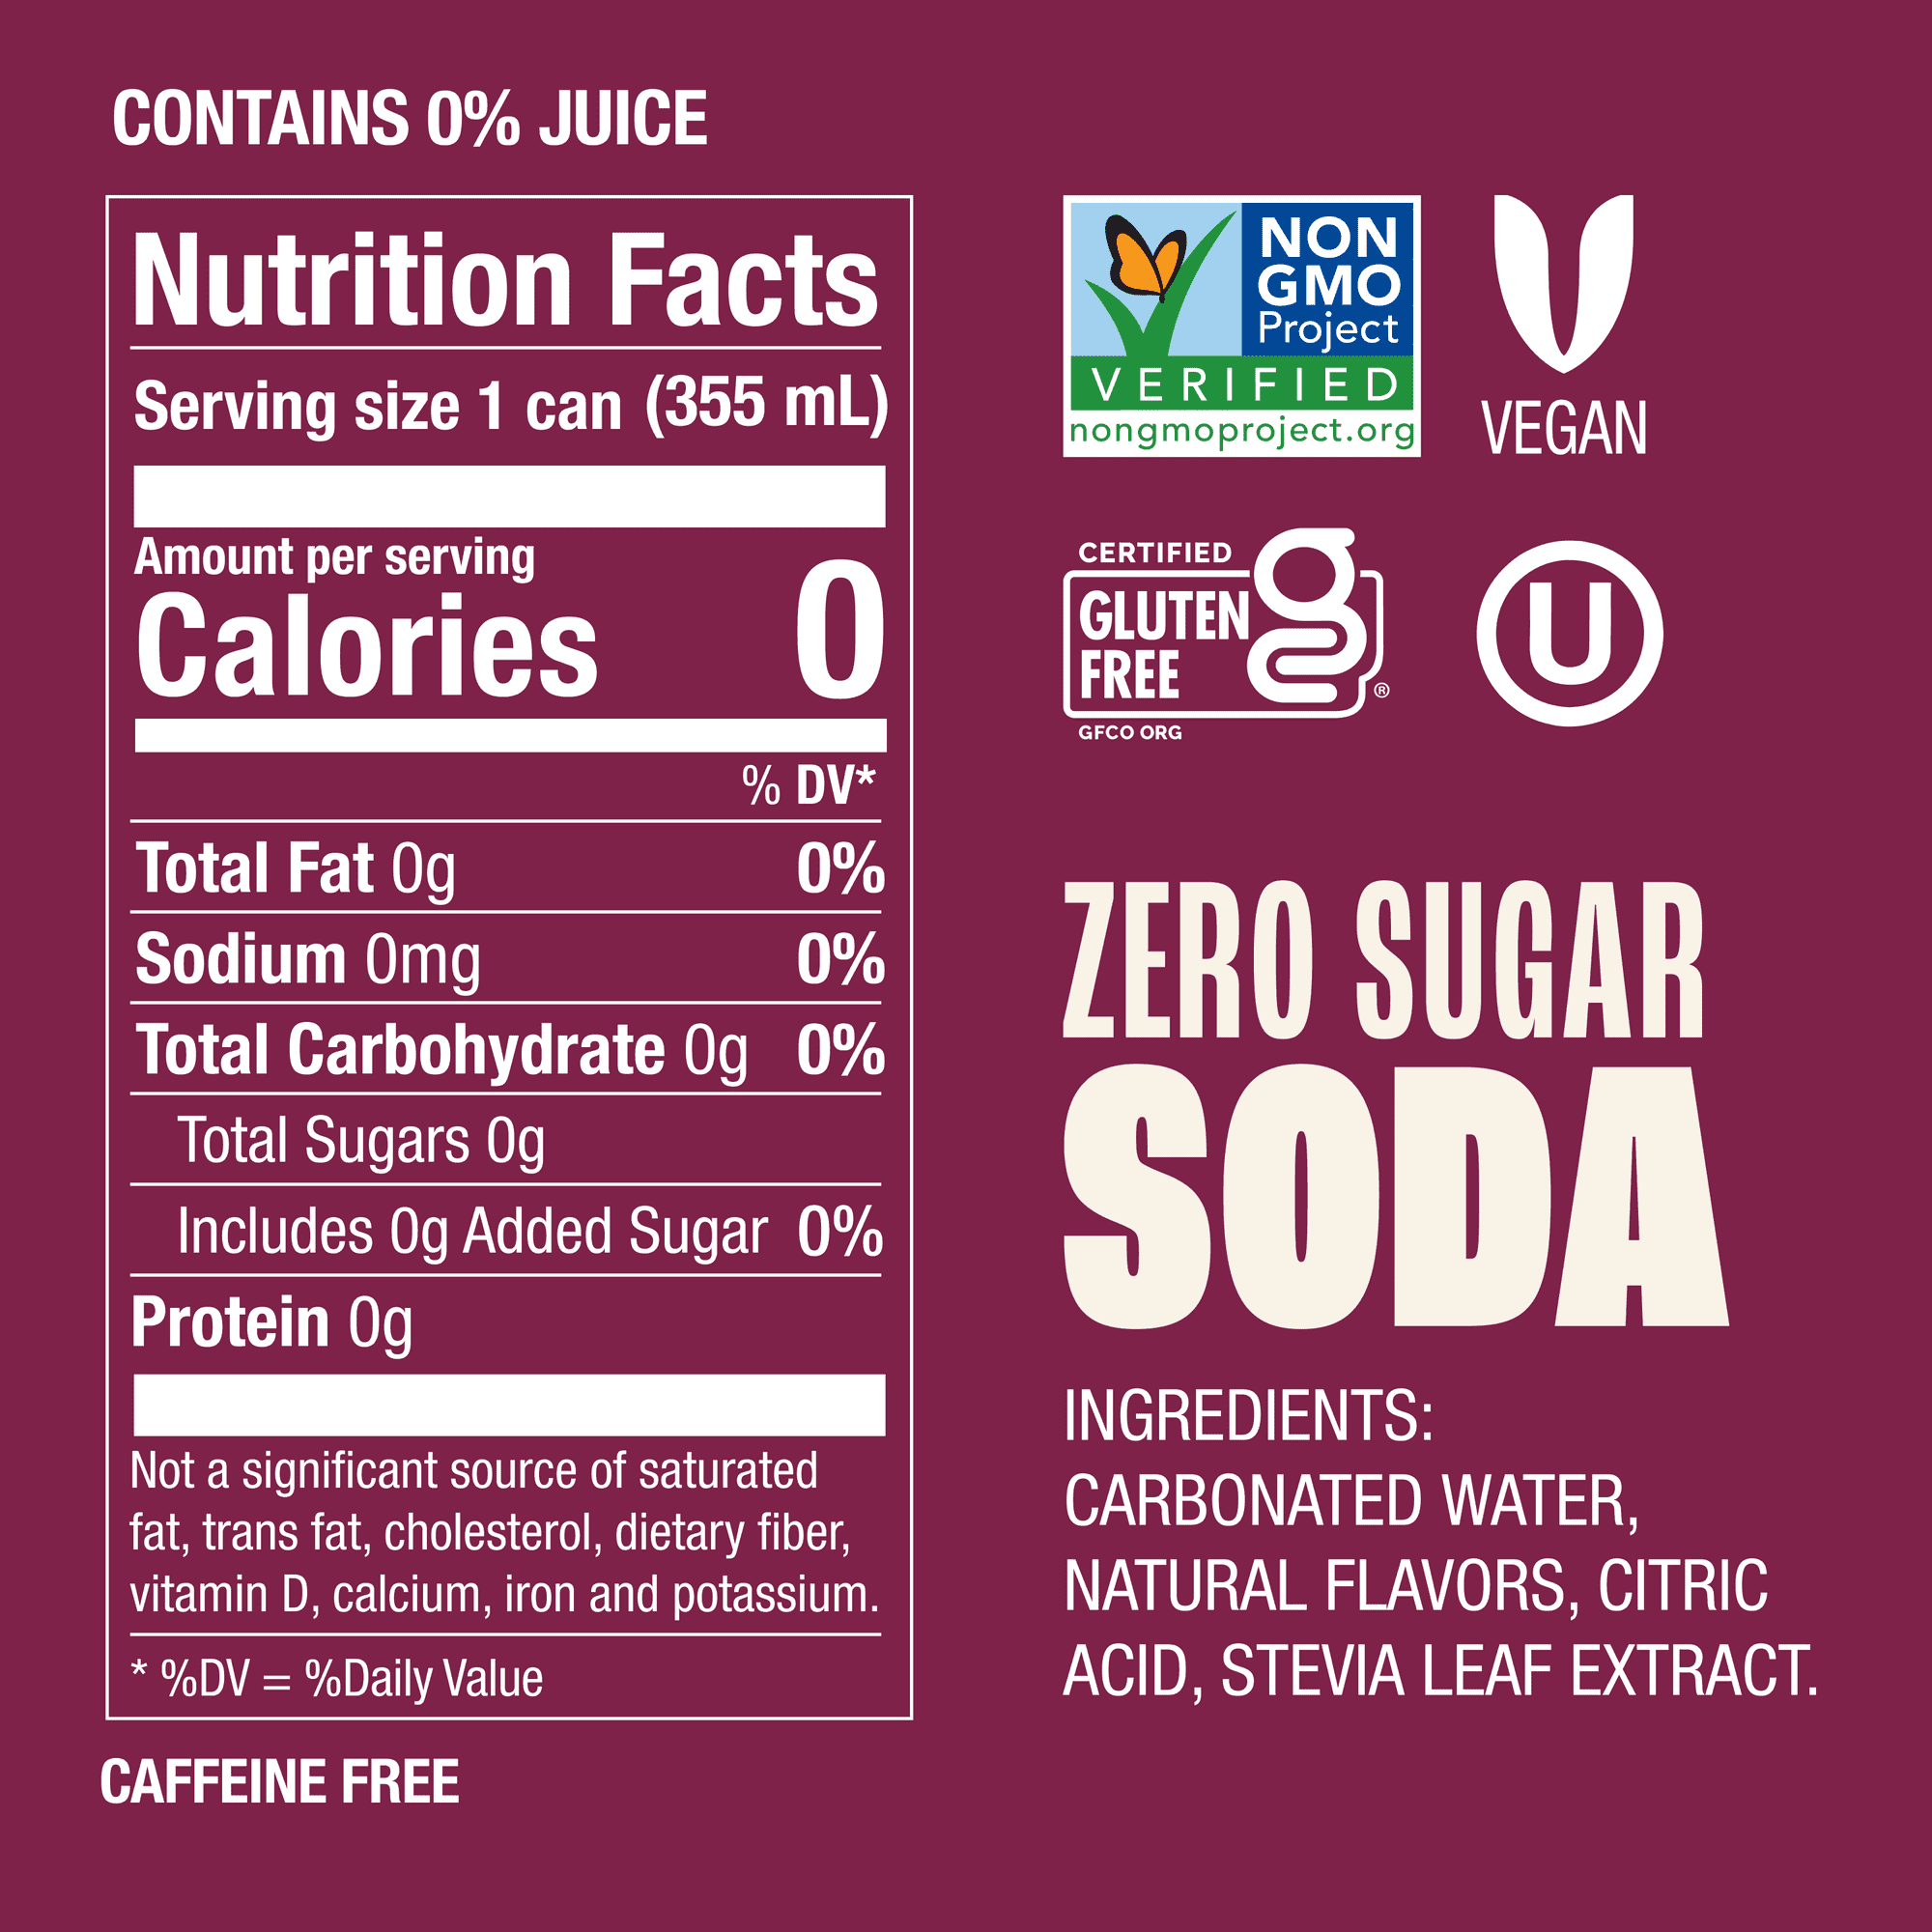 CONTAINS 0% JUICE
Nutrition Facts
Serving size 1 can (355 mL)
Amount per serving
Calories 0
% DV*
Total Fat 0g 0%
Sodium 0mg 0%
Total Carbohydrate 0g 0%
Total Sugars 0g
Includes 0g Added Sugar 0%
Protein 0g
Not a significant source of saturated
fat, trans fat, cholesterol, dietary fiber,
vitamin D, calcium, iron and potassium.
* %DV = %Daily Value
CAFFEINE FREE
NON
GMO
Project
VERIFIED
nongmoproject.org
VEGAN
CERTIFIED
GLUTEN
FREE
g
®
GFCO ORG
U
ZERO SUGAR
SODA
INGREDIENTS:
CARBONATED WATER,
NATURAL FLAVORS, CITRIC
ACID, STEVIA LEAF EXTRACT.